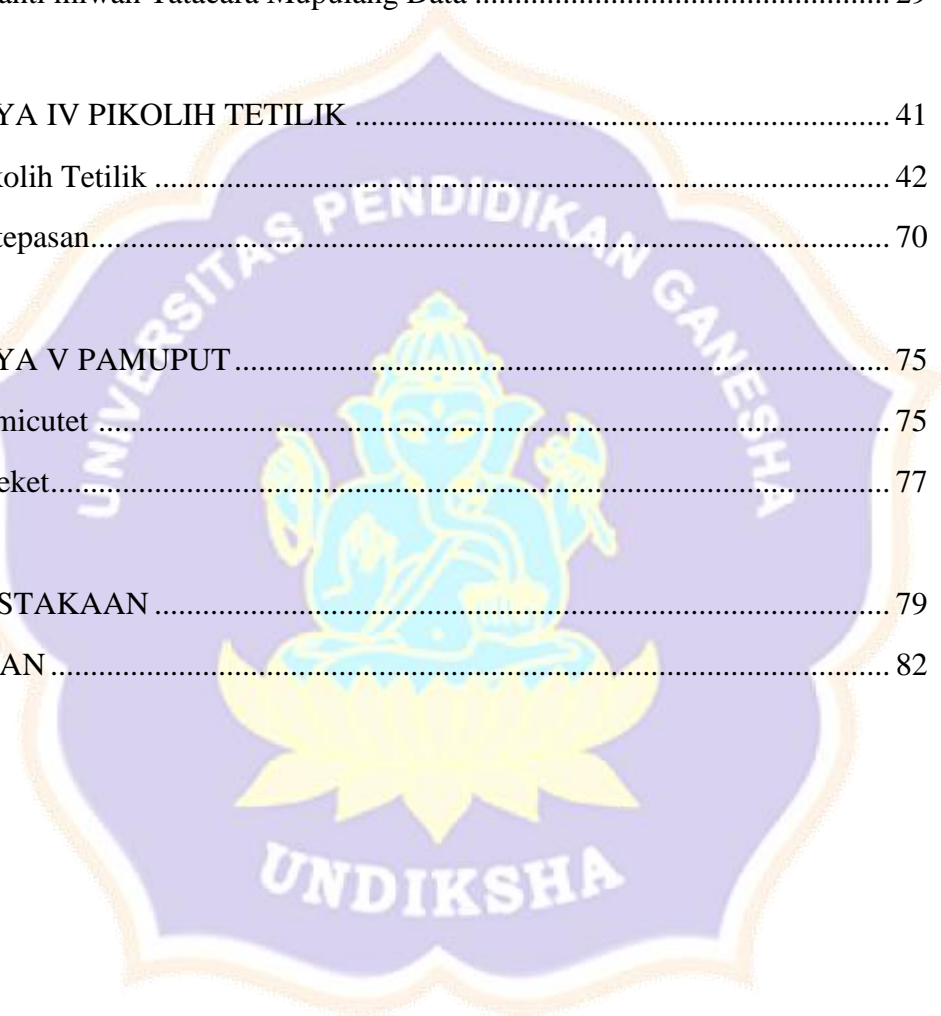 Tatacara Mupulang Data ........ 29
YA IV PIKOLIH TETILIK ........ 41
kolih Tetilik ........ 42
tepasan ........ 70
YA V PAMUPUT ........ 75
micutet ........ 75
eket ........ 77
STAKAAN ........ 79
AN ........ 82
UNIVERSITAS PENDIDIKAN GANESHA
UNDIKSHA